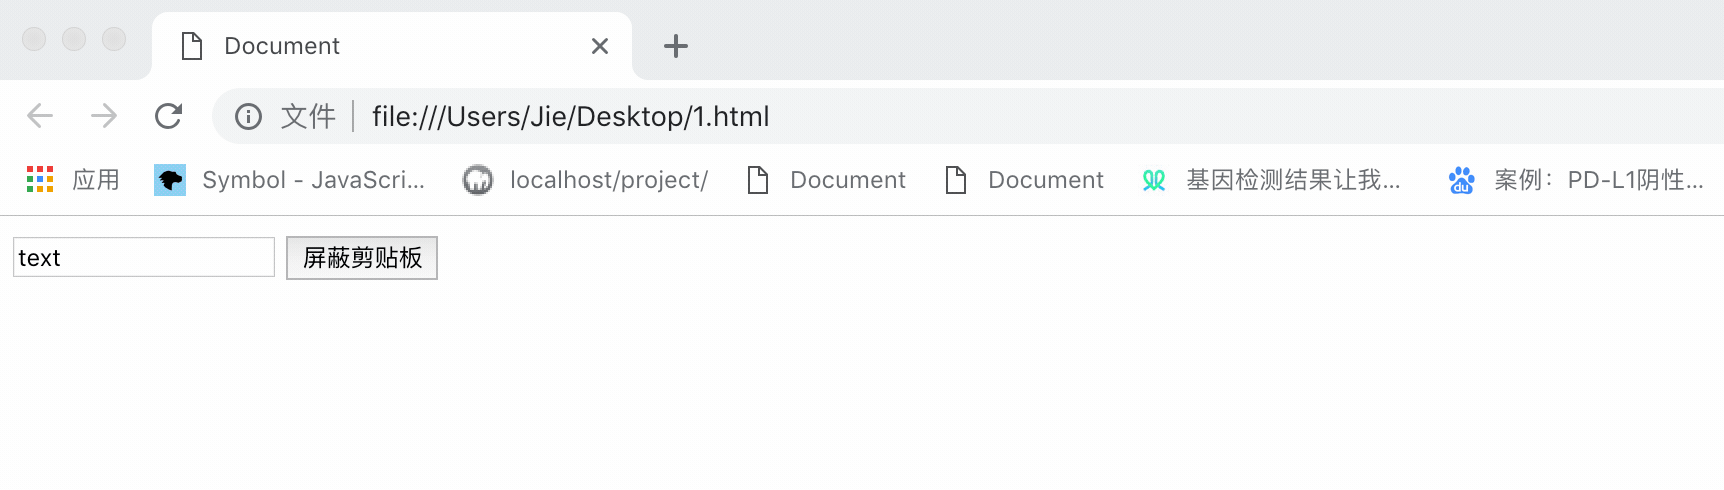 Document
文件 file:///Users/Jie/Desktop/1.html
应用 Symbol - JavaScri... localhost/project/ Document Document 基因检测结果让我... du 案例：PD-L1阴性...
text 屏蔽剪贴板